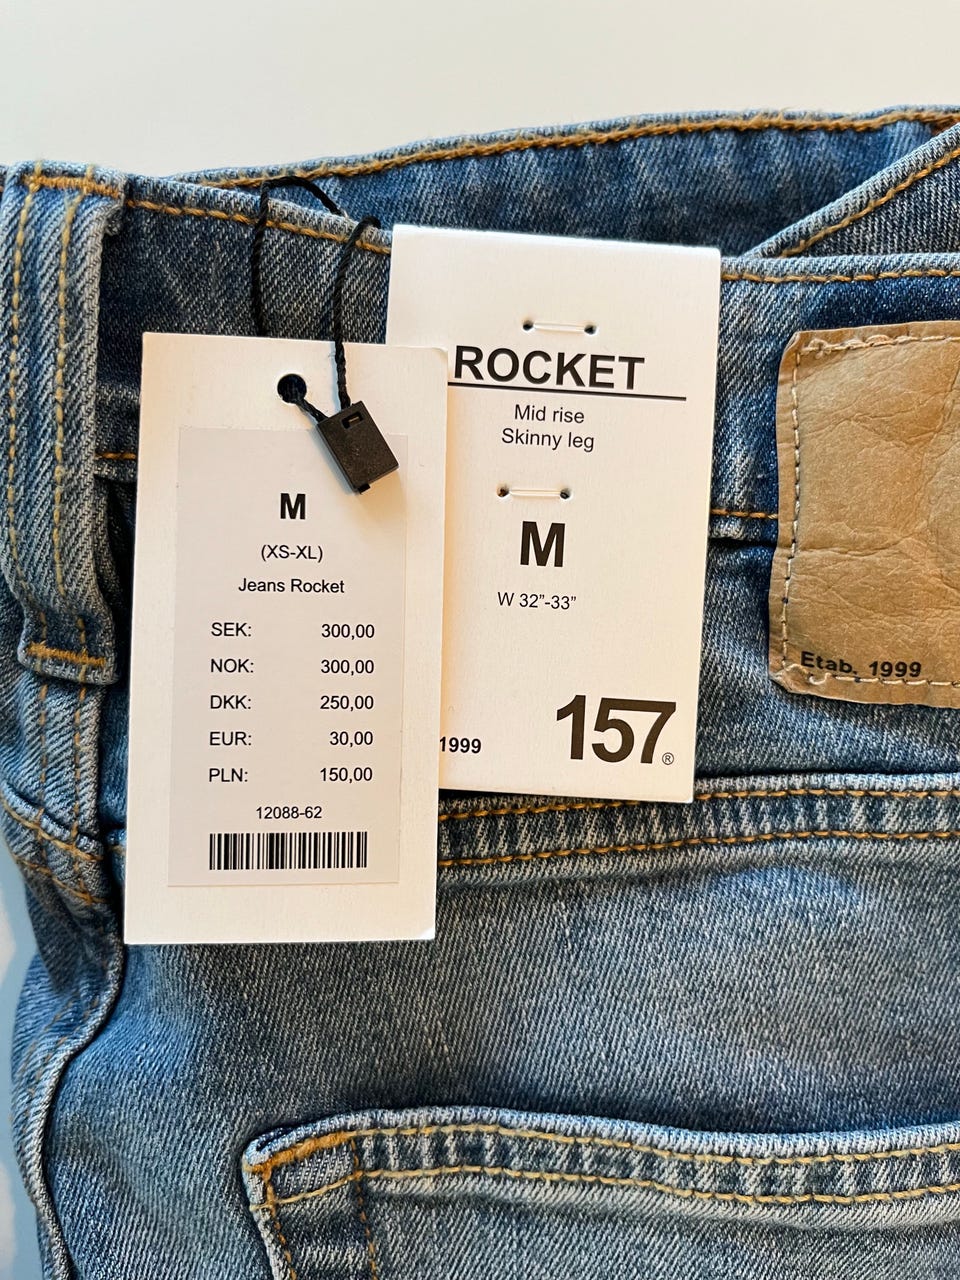 M
(XS-XL)
Jeans Rocket
SEK: 300,00
NOK: 300,00
DKK: 250,00
EUR: 30,00
PLN: 150,00
12088-62
ROCKET
Mid rise
Skinny leg
M
W 32”-33”
1999
157®
Etab. 1999